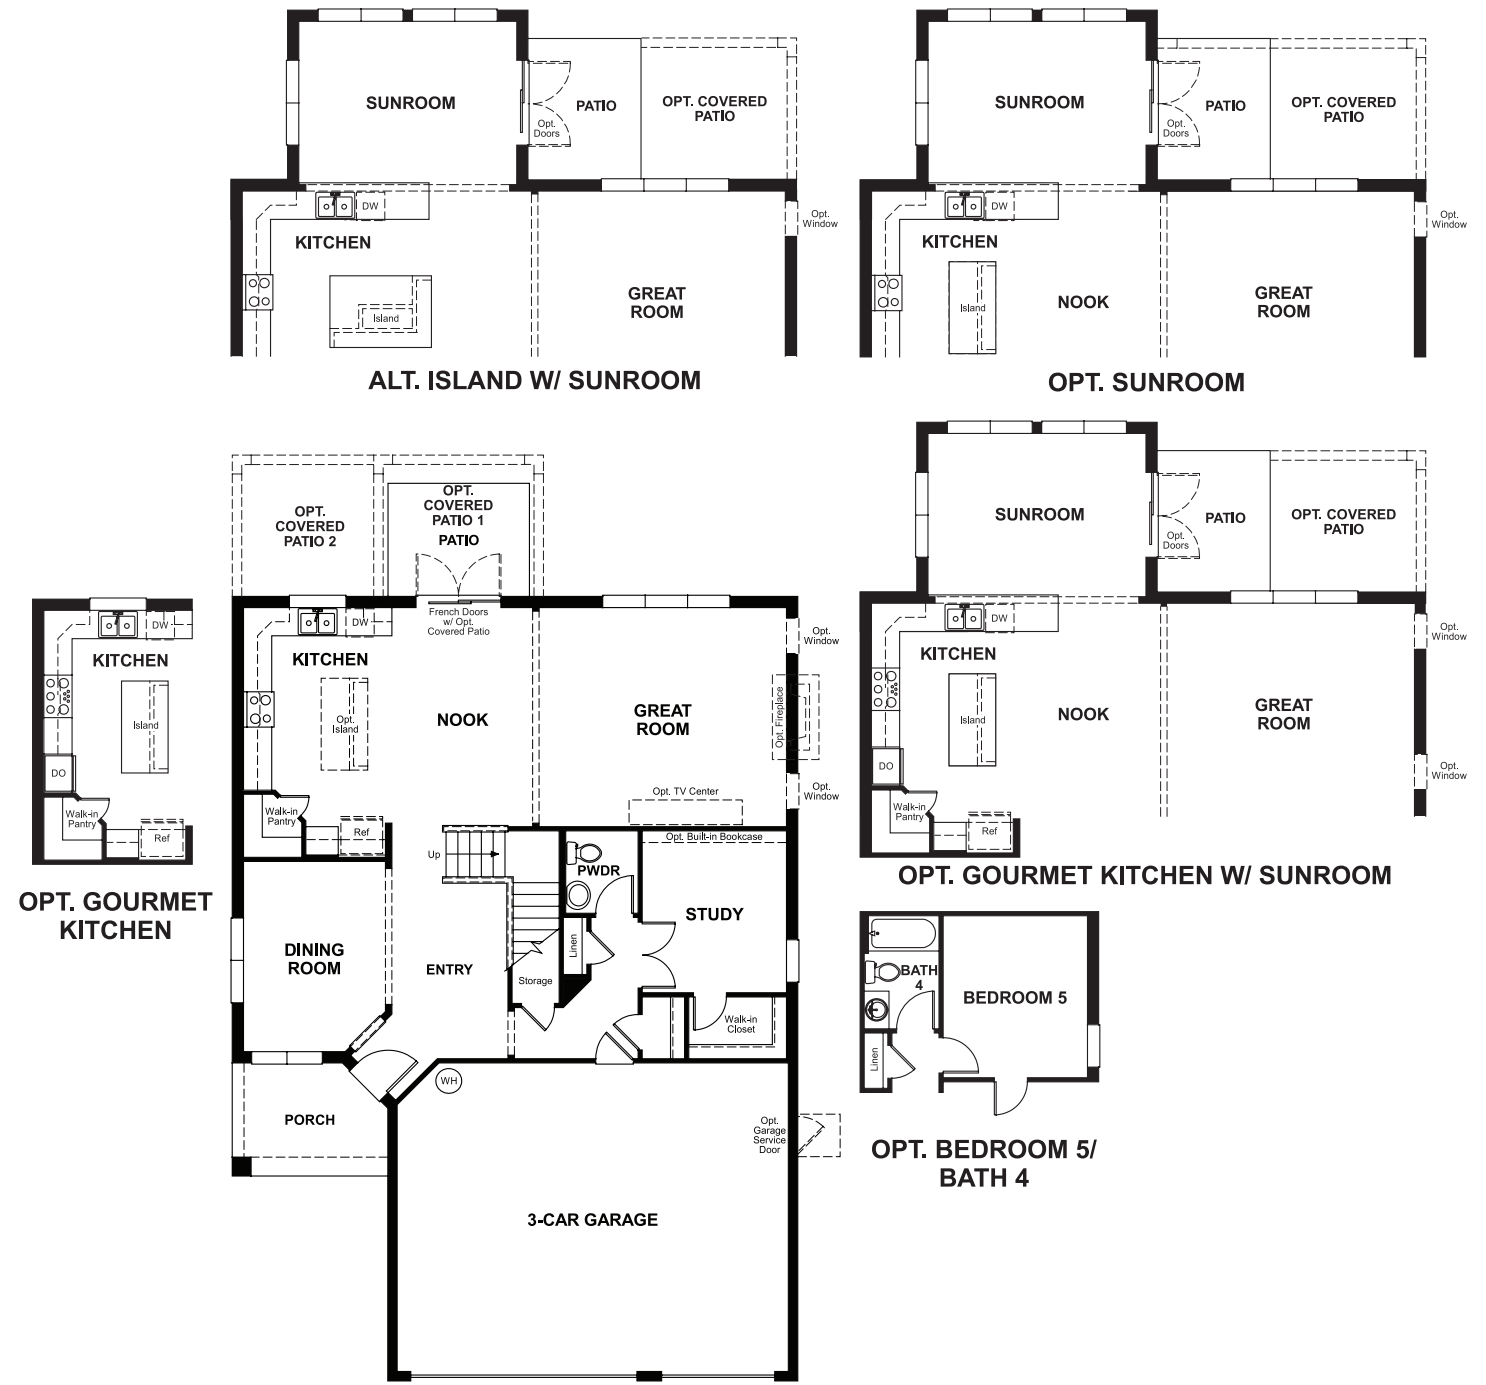 SUNROOM
PATIO
OPT. COVERED
PATIO
Opt.
Doors
DW
KITCHEN
Opt.
Window
GREAT
ROOM
Island
ALT. ISLAND W/ SUNROOM
SUNROOM
PATIO
OPT. COVERED
PATIO
Opt.
Doors
DW
KITCHEN
Opt.
Window
Island
NOOK
GREAT
ROOM
OPT. SUNROOM
DW
KITCHEN
Island
DO
Walk-in
Pantry
Ref
OPT. GOURMET
KITCHEN
OPT.
COVERED
PATIO 2
OPT.
COVERED
PATIO 1
PATIO
French Doors
w/ Opt.
Covered Patio
DW
KITCHEN
Opt.
Island
NOOK
GREAT
ROOM
Opt.
Window
Opt. Fireplace
Opt.
Window
Opt. TV Center
Walk-in
Pantry
Ref
Up
PWDR
Opt. Built-in Bookcase
STUDY
DINING
ROOM
ENTRY
Linen
Storage
Walk-in
Closet
WH
PORCH
Opt.
Garage
Service
Door
3-CAR GARAGE
SUNROOM
PATIO
OPT. COVERED
PATIO
Opt.
Doors
DW
KITCHEN
Opt.
Window
Island
NOOK
GREAT
ROOM
DO
Opt.
Window
Walk-in
Pantry
Ref
OPT. GOURMET KITCHEN W/ SUNROOM
BATH
4
BEDROOM 5
Linen
OPT. BEDROOM 5/
BATH 4